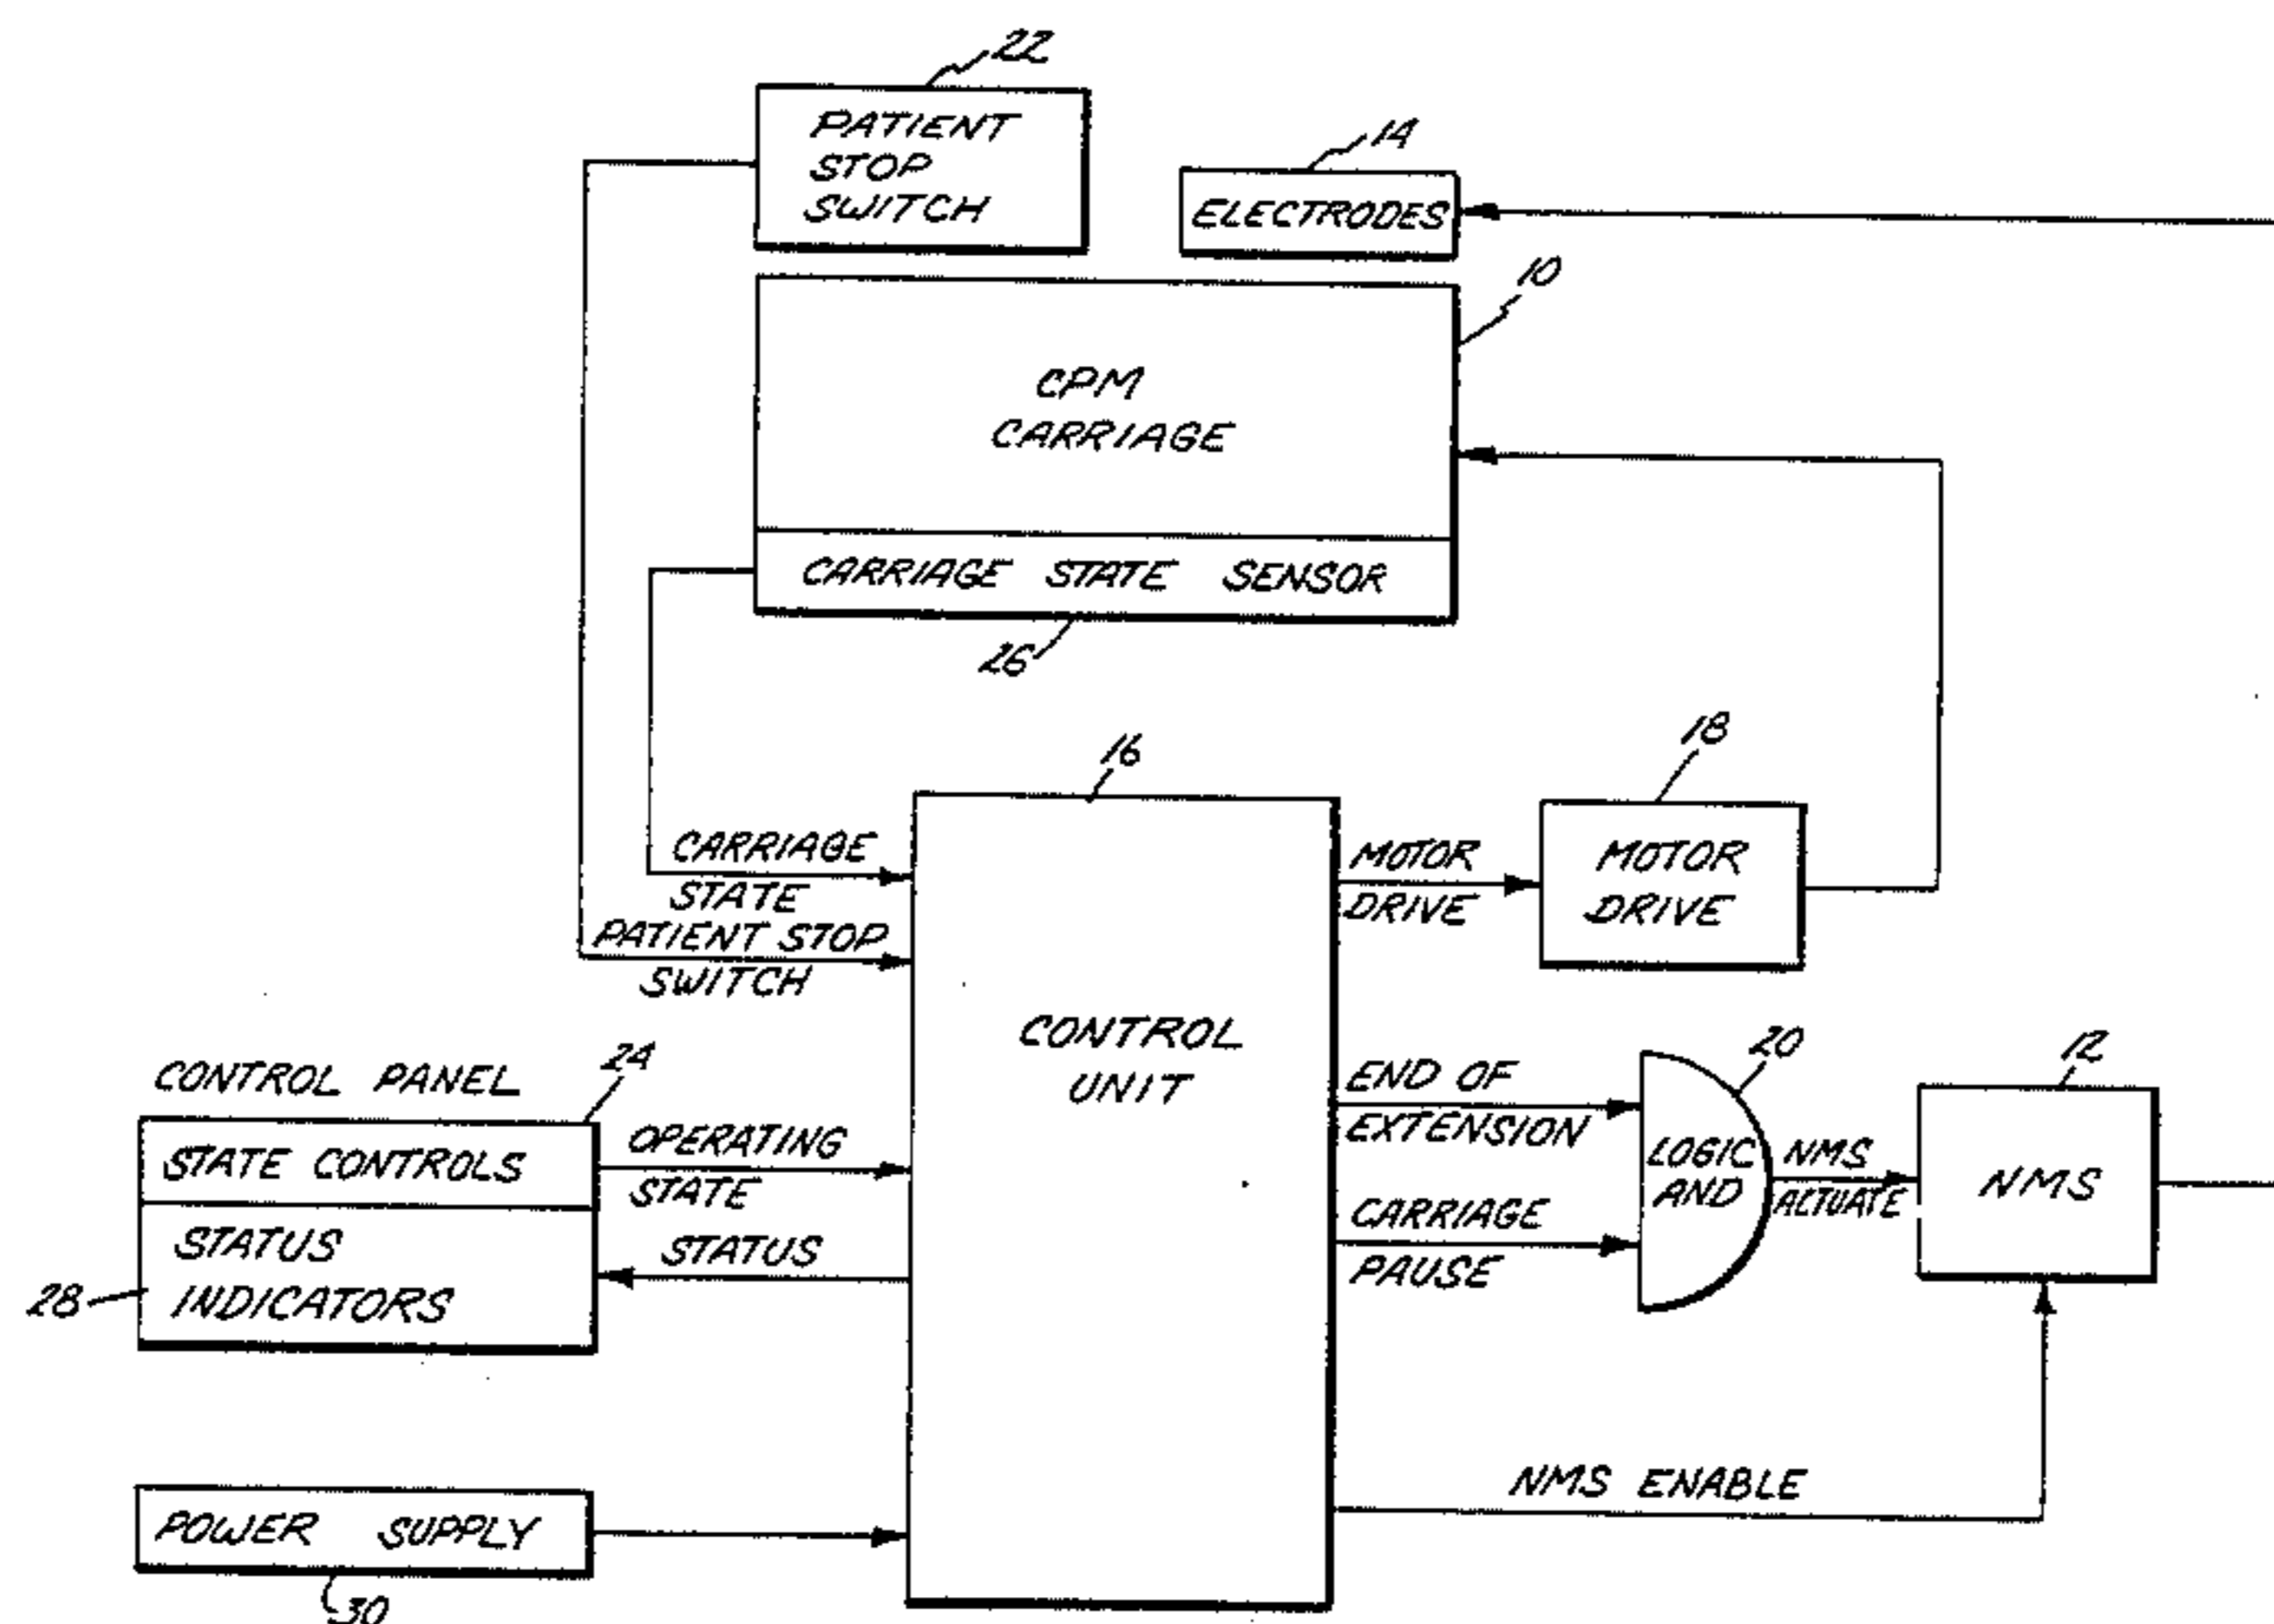 22
PATIENT
STOP
SWITCH
14
ELECTRODES
10
CPM
CARRIAGE
CARRIAGE STATE SENSOR
26
16
18
CARRIAGE
STATE
PATIENT STOP
SWITCH
MOTOR
DRIVE
MOTOR
DRIVE
CONTROL
UNIT
CONTROL PANEL
24
STATE CONTROLS
OPERATING
STATE
STATUS
INDICATORS
28
STATUS
END OF
EXTENSION
CARRIAGE
PAUSE
20
LOGIC
AND
NMS
ACTUATE
12
NMS
NMS ENABLE
POWER SUPPLY
30